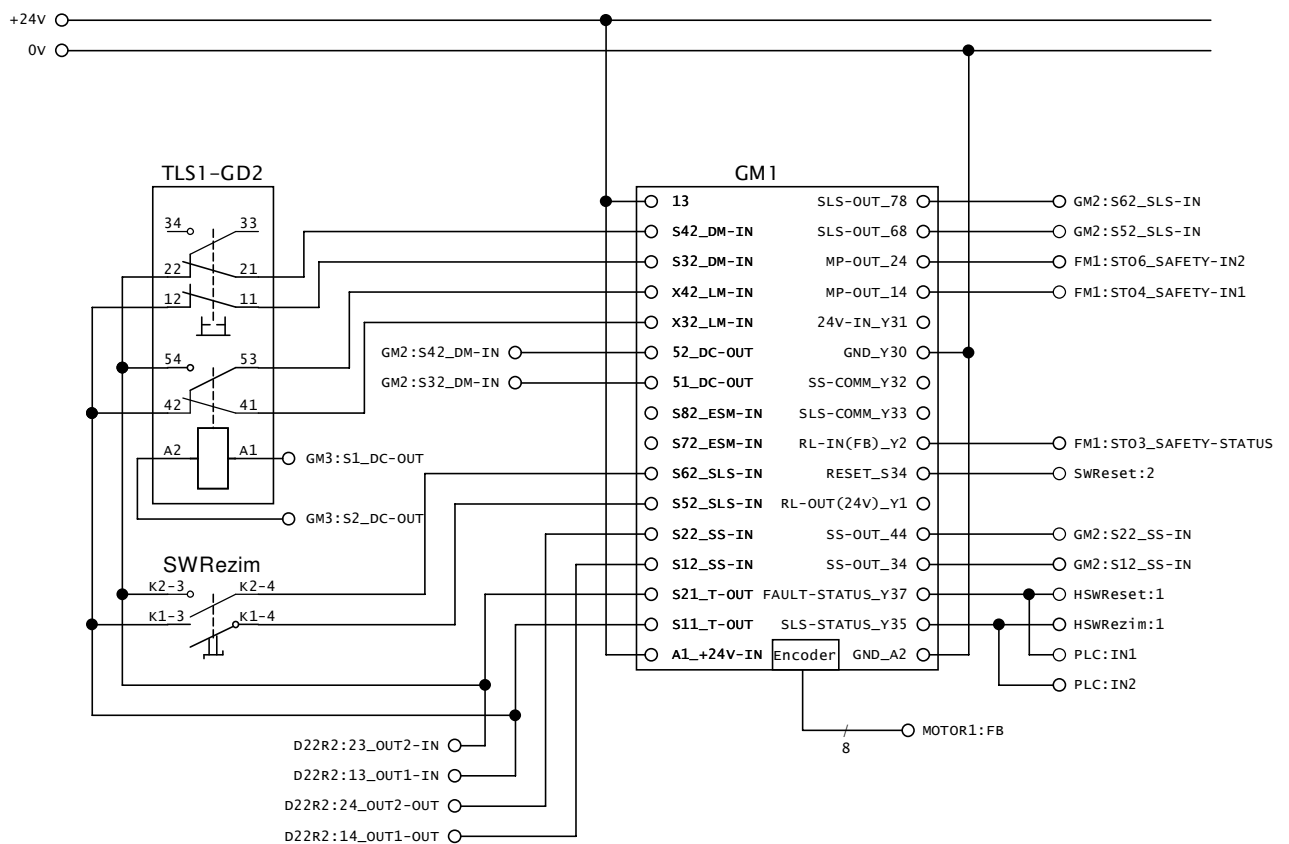 +24V
0V
TLS1-GD2
GM1
34 33
22 21
12 11
54 53
42 41
A2 A1
GM3:S1_DC-OUT
GM3:S2_DC-OUT
SWRezim
K2-3 K2-4
K1-3 K1-4
GM2:S42_DM-IN
GM2:S32_DM-IN
13 SLS-OUT_78 GM2:S62_SLS-IN
S42_DM-IN SLS-OUT_68 GM2:S52_SLS-IN
S32_DM-IN MP-OUT_24 FM1:STO6_SAFETY-IN2
X42_LM-IN MP-OUT_14 FM1:STO4_SAFETY-IN1
X32_LM-IN 24V-IN_Y31
52_DC-OUT GND_Y30
51_DC-OUT SS-COMM_Y32
S82_ESM-IN SLS-COMM_Y33
S72_ESM-IN RL-IN(FB)_Y2 FM1:STO3_SAFETY-STATUS
S62_SLS-IN RESET_S34 SWReset:2
S52_SLS-IN RL-OUT(24V)_Y1
S22_SS-IN SS-OUT_44 GM2:S22_SS-IN
S12_SS-IN SS-OUT_34 GM2:S12_SS-IN
S21_T-OUT FAULT-STATUS_Y37 HSWReset:1
S11_T-OUT SLS-STATUS_Y35 HSWRezim:1
A1_+24V-IN Encoder GND_A2 PLC:IN1
PLC:IN2
MOTOR1:FB
8
D22R2:23_OUT2-IN
D22R2:13_OUT1-IN
D22R2:24_OUT2-OUT
D22R2:14_OUT1-OUT